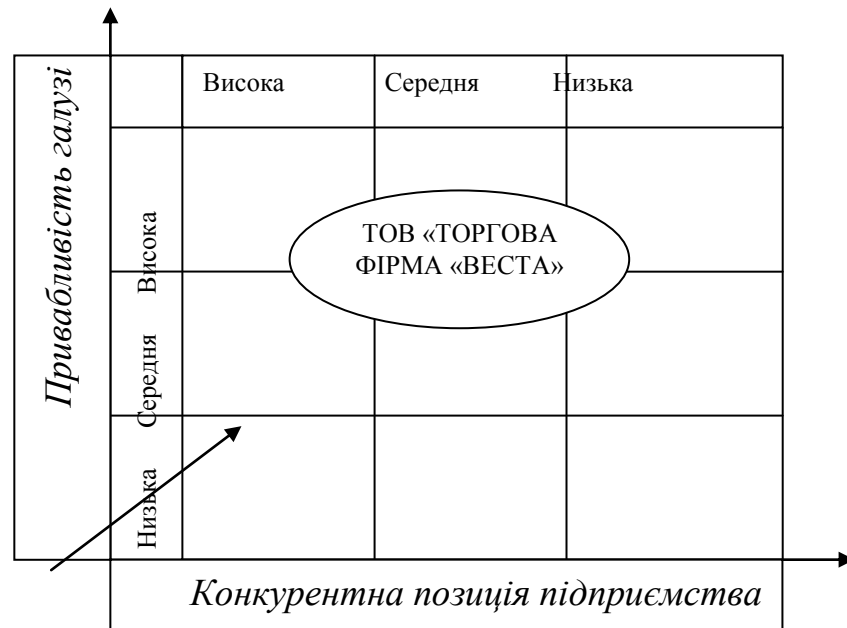 Висока Середня Низька
Привабливість галузі
Висока
Середня
Низька
ТОВ «ТОРГОВА
ФІРМА «ВЕСТА»
Конкурентна позиція підприємства